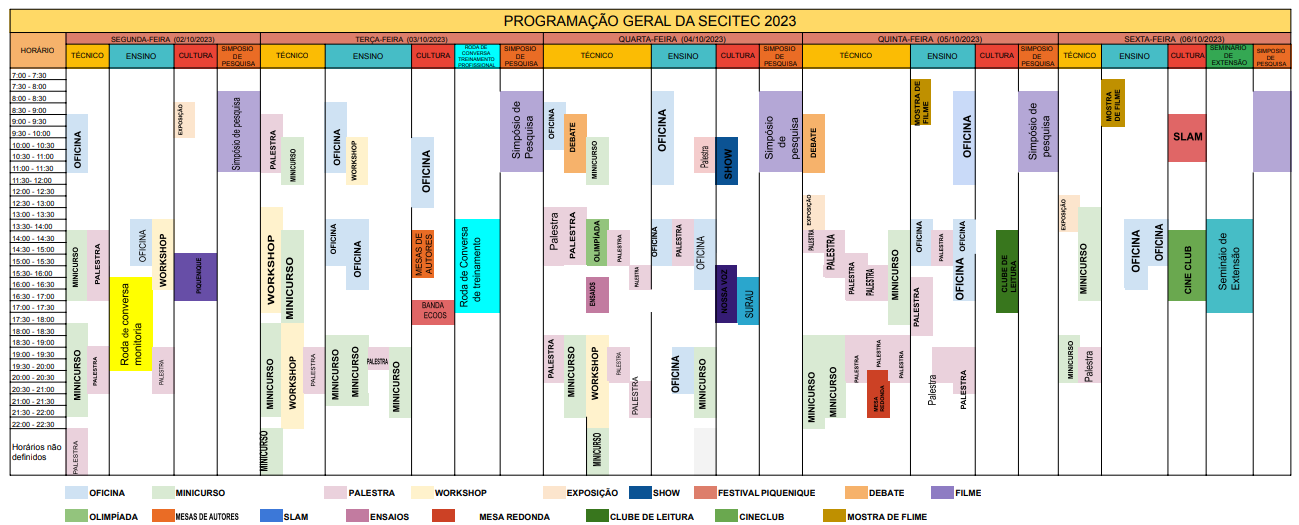 PROGRAMAÇÃO GERAL DA SECITEC 2023
HORÁRIO
SEGUNDA-FEIRA (02/10/2023)
TERÇA-FEIRA (03/10/2023)
QUARTA-FEIRA (04/10/2023)
QUINTA-FEIRA (05/10/2023)
SEXTA-FEIRA (06/10/2023)
TÉCNICO
ENSINO
CULTURA
SIMPOSIO
DE
PESQUISA
TÉCNICO
ENSINO
CULTURA
RODA DE
CONVERSA
TREINAMENTO
PROFISSIONAL
SIMPOSIO
DE
PESQUISA
TÉCNICO
ENSINO
CULTURA
SIMPOSIO
DE
PESQUISA
TÉCNICO
ENSINO
CULTURA
SIMPOSIO
DE
PESQUISA
TÉCNICO
ENSINO
CULTURA
SEMINÁRIO
DE
EXTENSÃO
SIMPOSIO
DE
PESQUISA
7:00 - 7:30
7:30 - 8:00
8:00 - 8:30
8:30 - 9:00
9:00 - 9:30
9:30 - 10:00
10:00 - 10:30
10:30 - 11:00
11:00 - 11:30
11:30- 12:00
12:00 - 12:30
12:30 - 13:00
13:00 - 13:30
13:30 - 14:00
14:00 - 14:30
14:30 - 15:00
15:00 - 15:30
15:30 - 16:00
16:00 - 16:30
16:30 - 17:00
17:00 - 17:30
17:30 - 18:00
18:00 - 18:30
18:30 - 19:00
19:00 - 19:30
19:30 - 20:00
20:00 - 20:30
20:30 - 21:00
21:00 - 21:30
21:30 - 22:00
22:00 - 22:30
Horários não
definidos
OFICINA
MINICURSO
PALESTRA
MINICURSO
PALESTRA
PALESTRA
OFICINA
WORKSHOP
Roda de conversa
monitoria
PALESTRA
EXPOSIÇÃO
PIQUENIQUE
Simpósio de pesquisa
PALESTRA
MINICURSO
WORKSHOP
MINICURSO
MINICURSO
WORKSHOP
PALESTRA
MINICURSO
OFICINA
WORKSHOP
OFICINA
OFICINA
MINICURSO
MINICURSO
PALESTRA
MINICURSO
OFICINA
MESAS DE
AUTORES
BANDA
ECOOS
Roda de Conversa
de treinamento
Simpósio de
Pesquisa
OFICINA
DEBATE
MINICURSO
Palestra
PALESTRA
OLIMPÍADA
PALESTRA
PALESTRA
ENSAIOS
PALESTRA
MINICURSO
WORKSHOP
PALESTRA
PALESTRA
MINICURSO
OFICINA
Palestra
OFICINA
PALESTRA
OFICINA
OFICINA
MINICURSO
SHOW
NOSSA VOZ
SURAU
Simpósio
de
pesquisa
DEBATE
EXPOSIÇÃO
PALESTRA
PALESTRA
PALESTRA
PALESTRA
MINICURSO
MINICURSO
MINICURSO
PALESTRA
PALESTRA
PALESTRA
MESA
REDONDA
MOSTRA DE
FILME
OFICINA
OFICINA
PALESTRA
OFICINA
OFICINA
PALESTRA
Palestra
PALESTRA
CLUBE DE
LEITURA
Simpósio
de
pesquisa
EXPOSIÇÃO
MINICURSO
MINICURSO
Palestra
MOSTRA
DE FILME
OFICINA
OFICINA
SLAM
CINE CLUB
Semináio de
Extensão
OFICINA
MINICURSO
PALESTRA
WORKSHOP
EXPOSIÇÃO
SHOW
FESTIVAL PIQUENIQUE
DEBATE
FILME
OLIMPÍADA
MESAS DE AUTORES
SLAM
ENSAIOS
MESA REDONDA
CLUBE DE LEITURA
CINECLUB
MOSTRA DE FLIME